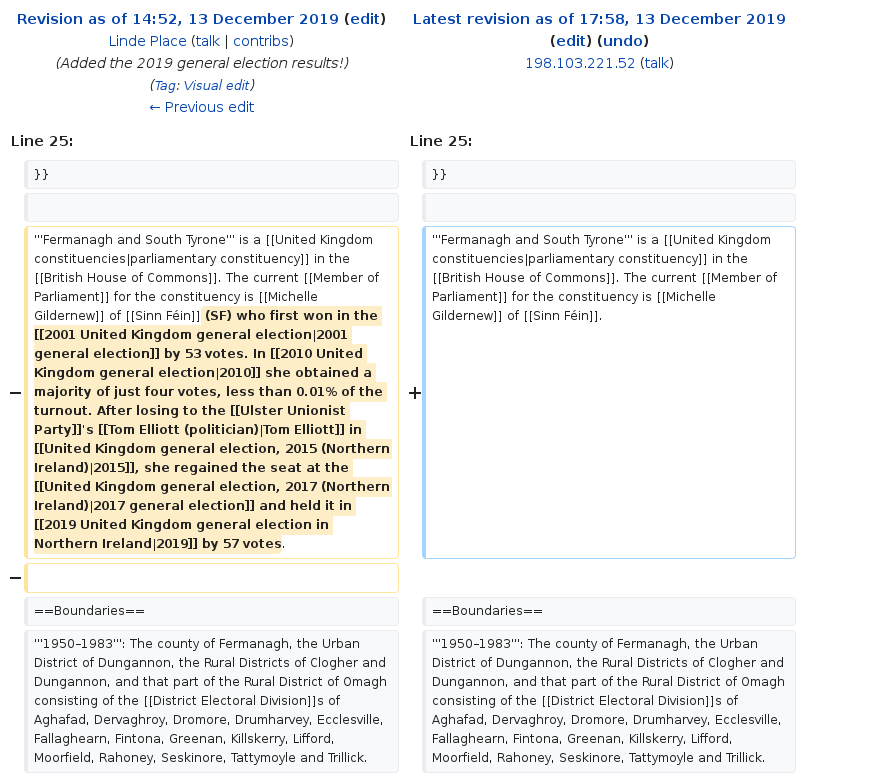 Revision as of 14:52, 13 December 2019 (edit)
Linde Place (talk | contribs)
(Added the 2019 general election results!)
(Tag: Visual edit)
← Previous edit
Latest revision as of 17:58, 13 December 2019
(edit) (undo)
198.103.221.52 (talk)
Line 25:
Line 25:
}}
}}
−
'''Fermanagh and South Tyrone''' is a [[United Kingdom
constituencies|parliamentary constituency]] in the
[[British House of Commons]]. The current [[Member of
Parliament]] for the constituency is [[Michelle
Gildernew]] of [[Sinn Féin]] (SF) who first won in the
[[2001 United Kingdom general election|2001
general election]] by 53 votes. In [[2010 United
Kingdom general election|2010]] she obtained a
majority of just four votes, less than 0.01% of the
turnout. After losing to the [[Ulster Unionist
Party]]'s [[Tom Elliott (politician)|Tom Elliott]] in
[[United Kingdom general election, 2015 (Northern
Ireland)|2015]], she regained the seat at the
[[United Kingdom general election, 2017 (Northern
Ireland)|2017 general election]] and held it in
[[2019 United Kingdom general election in
Northern Ireland|2019]] by 57 votes.
+
'''Fermanagh and South Tyrone''' is a [[United Kingdom
constituencies|parliamentary constituency]] in the
[[British House of Commons]]. The current [[Member of
Parliament]] for the constituency is [[Michelle
Gildernew]] of [[Sinn Féin]].
−
==Boundaries==
==Boundaries==
'''1950–1983''': The county of Fermanagh, the Urban
District of Dungannon, the Rural Districts of Clogher and
Dungannon, and that part of the Rural District of Omagh
consisting of the [[District Electoral Division]]s of
Aghafad, Dervaghroy, Dromore, Drumharvey, Ecclesville,
Fallaghearn, Fintona, Greenan, Killskerry, Lifford,
Moorfield, Rahoney, Seskinore, Tattymoyle and Trillick.
'''1950–1983''': The county of Fermanagh, the Urban
District of Dungannon, the Rural Districts of Clogher and
Dungannon, and that part of the Rural District of Omagh
consisting of the [[District Electoral Division]]s of
Aghafad, Dervaghroy, Dromore, Drumharvey, Ecclesville,
Fallaghearn, Fintona, Greenan, Killskerry, Lifford,
Moorfield, Rahoney, Seskinore, Tattymoyle and Trillick.